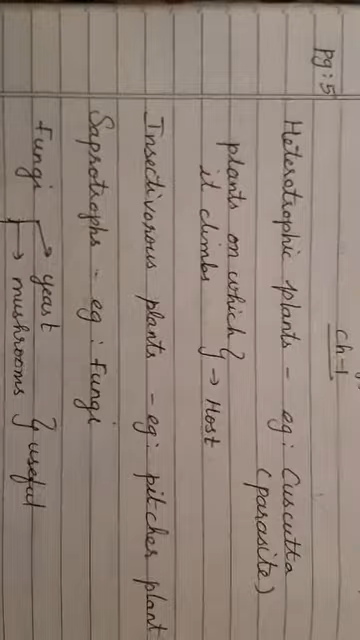 ch-1
pg: 5
Heterotrophic plants - eg: Cuscutta
(parasite)
plants on which } → Host
it climbs
Insectivorous plants - eg: pitcher plant
Saprotrophs - eg: fungi
Fungi → yeast } useful
→ mushrooms